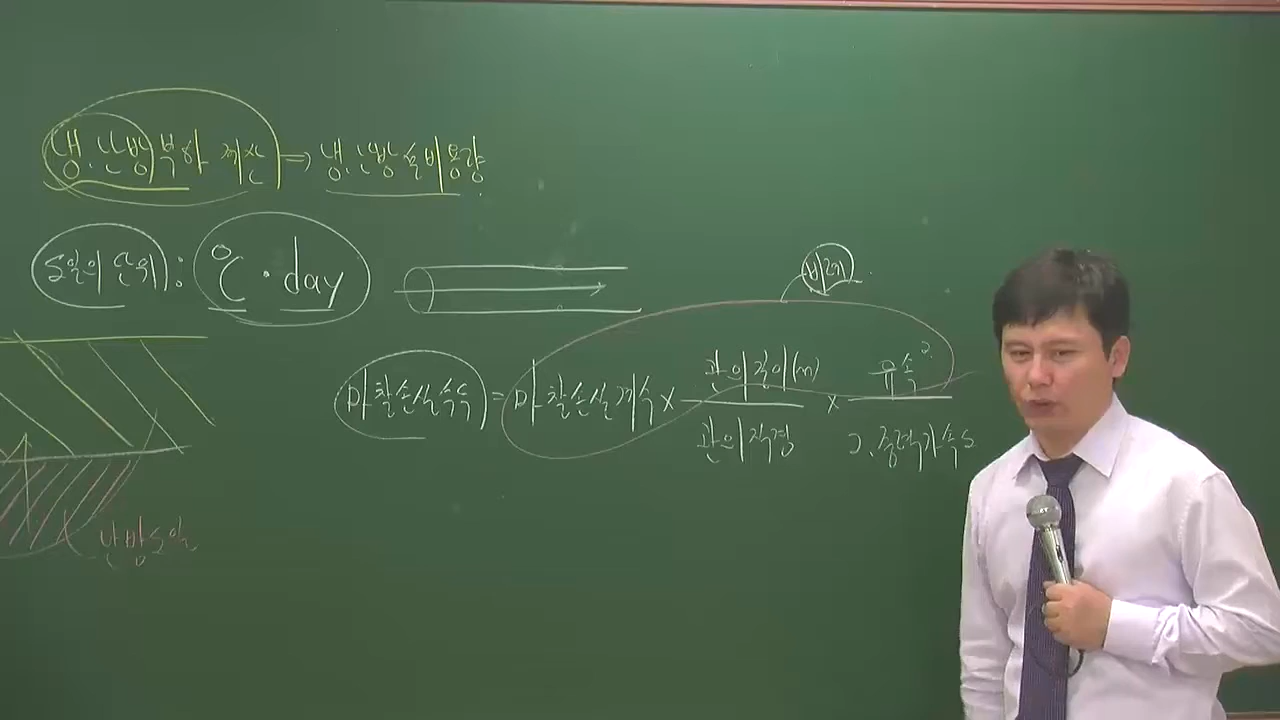 냉.난방부하 계산 ⇒ 냉.난방설비용량
도일의 단위 : ℃·day
비례
마찰손실수두 = 마찰손실계수 × 관의길이(m) / 관의직경 × 유속² / 2.중력가속도
난방도일